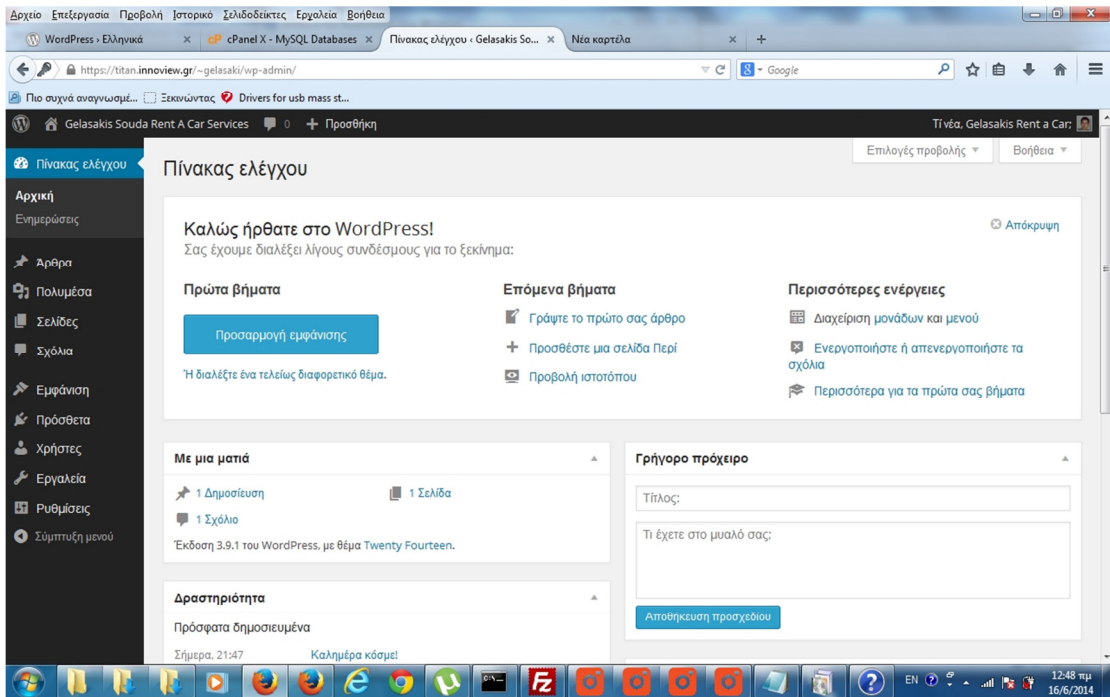 Αρχείο Επεξεργασία Προβολή Ιστορικό Σελιδοδείκτες Εργαλεία Βοήθεια
WordPress › Ελληνικά
cPanel X - MySQL Databases
Πίνακας ελέγχου ‹ Gelasakis So...
Νέα καρτέλα
https://titan.innoview.gr/~gelasaki/wp-admin/
Google
Πιο συχνά αναγνωσμέ... Ξεκινώντας Drivers for usb mass st...
Gelasakis Souda Rent A Car Services 0 Προσθήκη
Τί νέα, Gelasakis Rent a Car;
Πίνακας ελέγχου
Αρχική
Ενημερώσεις
Άρθρα
Πολυμέσα
Σελίδες
Σχόλια
Εμφάνιση
Πρόσθετα
Χρήστες
Εργαλεία
Ρυθμίσεις
Σύμπτυξη μενού
Επιλογές προβολής
Βοήθεια
Πίνακας ελέγχου
Καλώς ήρθατε στο WordPress!
Απόκρυψη
Σας έχουμε διαλέξει λίγους συνδέσμους για το ξεκίνημα:
Πρώτα βήματα
Προσαρμογή εμφάνισης
Ή διαλέξτε ένα τελείως διαφορετικό θέμα.
Επόμενα βήματα
Γράψτε το πρώτο σας άρθρο
Προσθέστε μια σελίδα Περί
Προβολή ιστοτόπου
Περισσότερες ενέργειες
Διαχείριση μονάδων και μενού
Ενεργοποιήστε ή απενεργοποιήστε τα
σχόλια
Περισσότερα για τα πρώτα σας βήματα
Με μια ματιά
1 Δημοσίευση
1 Σελίδα
1 Σχόλιο
Έκδοση 3.9.1 του WordPress, με θέμα Twenty Fourteen.
Δραστηριότητα
Πρόσφατα δημοσιευμένα
Σήμερα, 21:47 Καλημέρα κόσμε!
Γρήγορο πρόχειρο
Τίτλος:
Τι έχετε στο μυαλό σας;
Αποθήκευση προσχεδίου
EN
12:48 πμ
16/6/2014